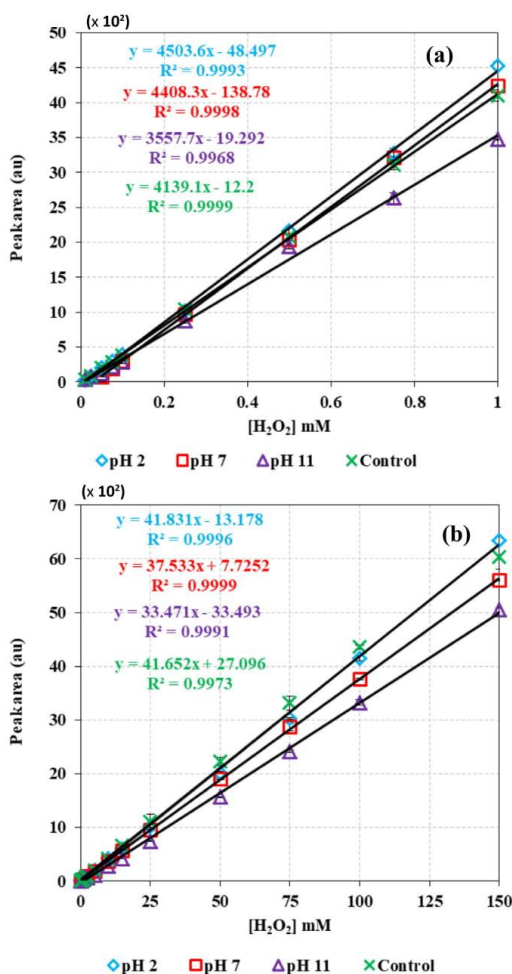 (x 10²)
(a)
y = 4503.6x - 48.497
R² = 0.9993
y = 4408.3x - 138.78
R² = 0.9998
y = 3557.7x - 19.292
R² = 0.9968
y = 4139.1x - 12.2
R² = 0.9999
Peakarea (au)
50
45
40
35
30
25
20
15
10
5
0
0 0.2 0.4 0.6 0.8 1
[H₂O₂] mM
pH 2 pH 7 pH 11 Control
(x 10²)
(b)
y = 41.831x - 13.178
R² = 0.9996
y = 37.533x + 7.7252
R² = 0.9999
y = 33.471x - 33.493
R² = 0.9991
y = 41.652x + 27.096
R² = 0.9973
Peakarea (au)
70
60
50
40
30
20
10
0
0 25 50 75 100 125 150
[H₂O₂] mM
pH 2 pH 7 pH 11 Control